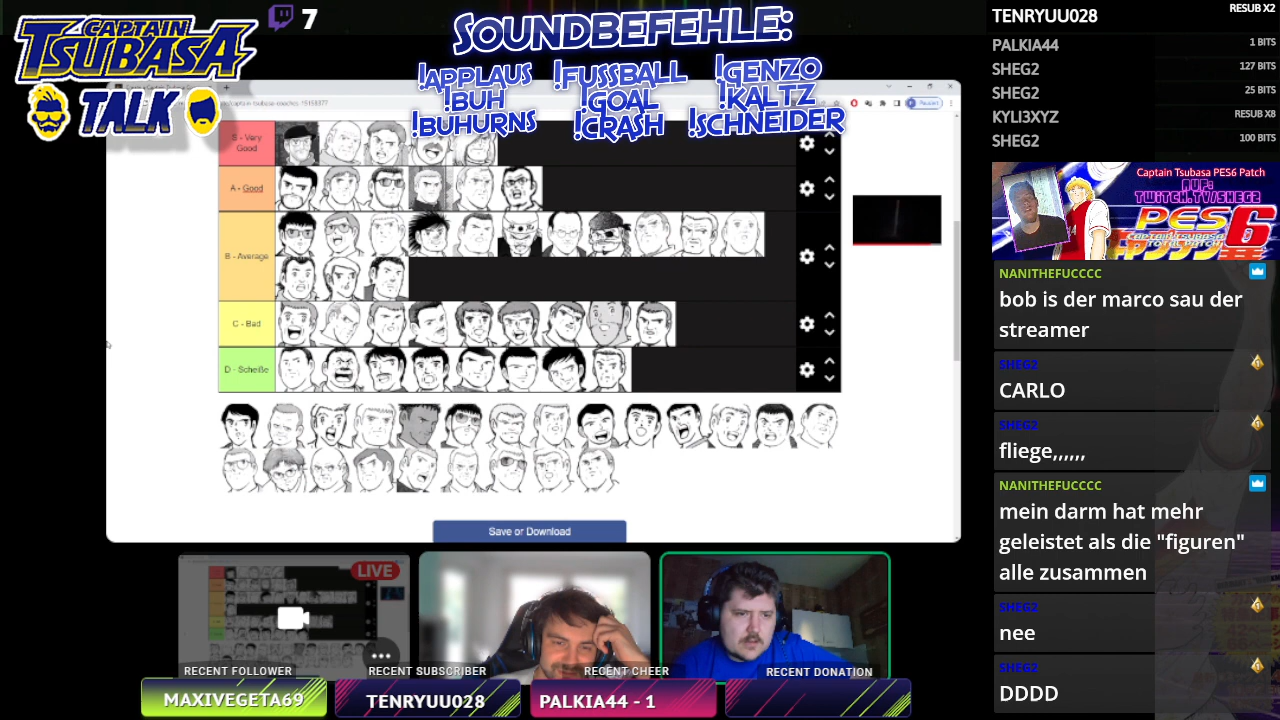 CAPTAIN
TSUBASA
TALK
7
SOUNDBEFEHLE:
!APPLAUS !FUSSBALL !GENZO
!BUH !GOAL !KALTZ
!BUHURNS !CRASH !SCHNEIDER
TENRYUU028 RESUB X2
PALKIA44 1 BITS
SHEG2 127 BITS
SHEG2 25 BITS
KYLI3XYZ RESUB X8
SHEG2 100 BITS
Captain Tsubasa PES6 Patch
AUF:
TWITCH.TV/SHEG2
PES 6
S - Very
Good
A - Good
B - Average
C - Bad
D - Scheiße
Save or Download
NANITHEFUCCCC
bob is der marco sau der
streamer
SHEG2
CARLO
SHEG2
fliege,,,,,,
NANITHEFUCCCC
mein darm hat mehr
geleistet als die "figuren"
alle zusammen
SHEG2
nee
SHEG2
DDDD
LIVE
RECENT FOLLOWER RECENT SUBSCRIBER RECENT CHEER RECENT DONATION
MAXIVEGETA69 TENRYUU028 PALKIA44 - 1